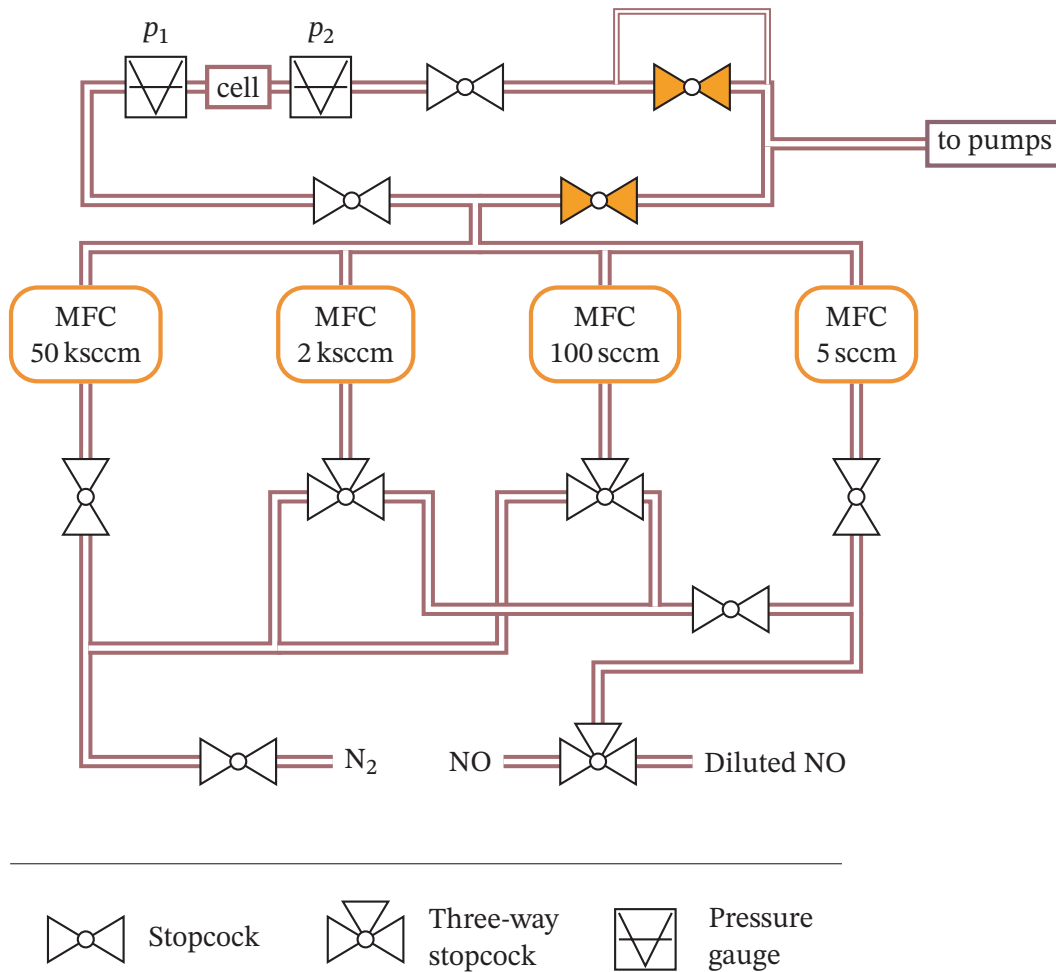 p1
p2
cell
to pumps
MFC
50 ksccm
MFC
2 ksccm
MFC
100 sccm
MFC
5 sccm
N2
NO
Diluted NO
Stopcock
Three-way
stopcock
Pressure
gauge